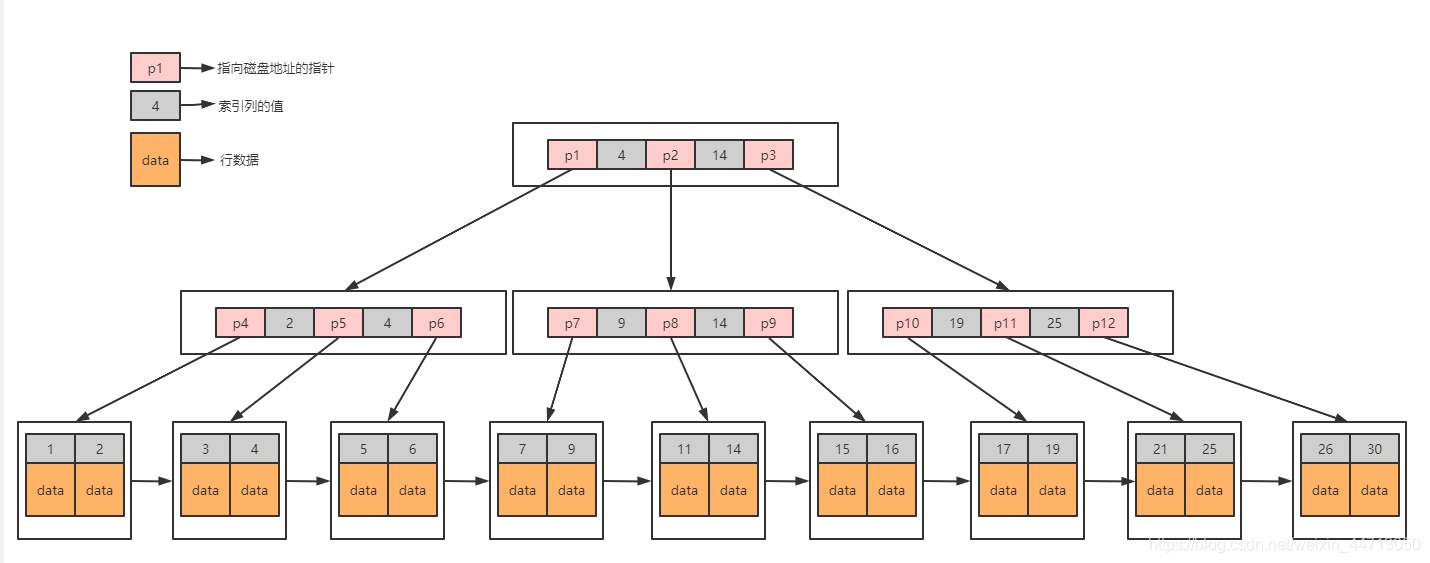 p1 指向磁盘地址的指针
4 索引列的值
data 行数据
p1 4 p2 14 p3
p4 2 p5 4 p6 p7 9 p8 14 p9 p10 19 p11 25 p12
1 2 3 4 5 6 7 9 11 14 15 16 17 19 21 25 26 30
data data data data data data data data data data data data data data data data data data
https://blog.csdn.net/weixin_44713050